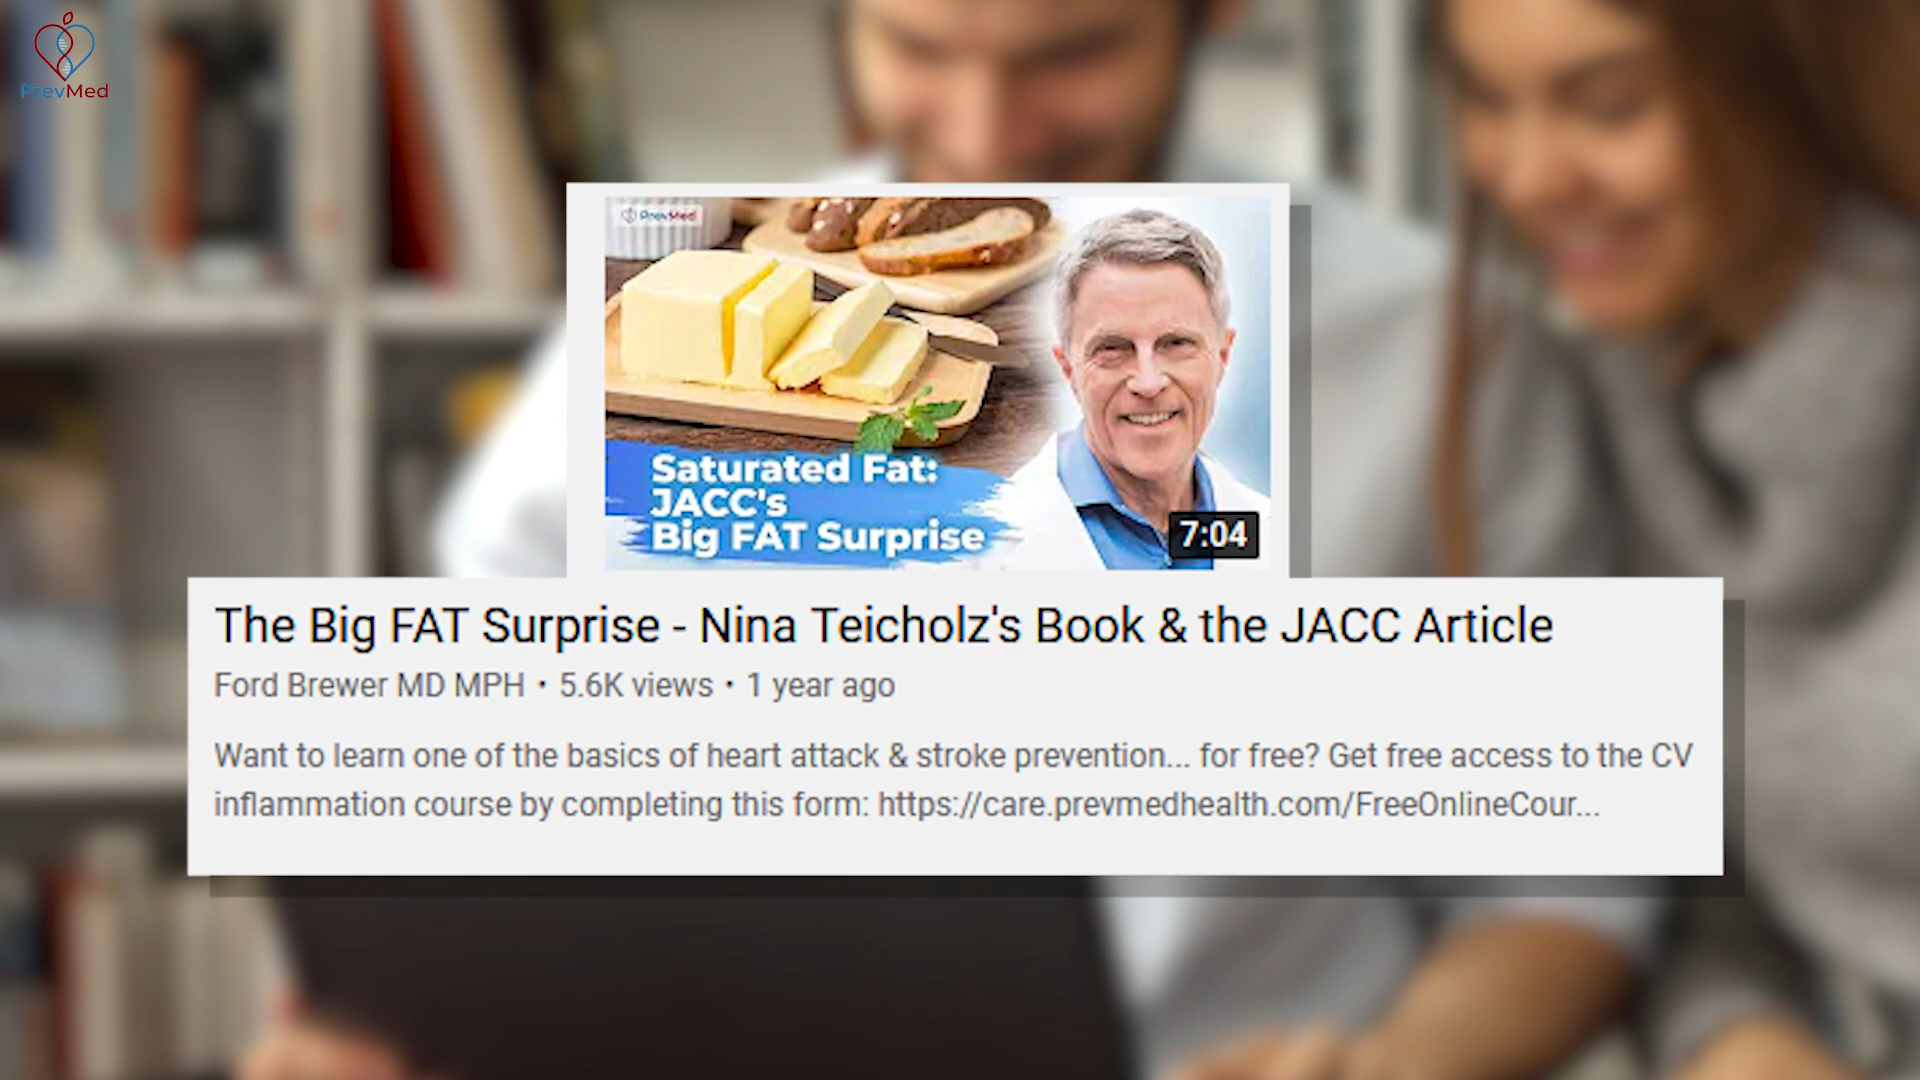 PrevMed
PrevMed
Saturated Fat:
JACC's
Big FAT Surprise
7:04
The Big FAT Surprise - Nina Teicholz's Book & the JACC Article
Ford Brewer MD MPH • 5.6K views • 1 year ago
Want to learn one of the basics of heart attack & stroke prevention... for free? Get free access to the CV
inflammation course by completing this form: https://care.prevmedhealth.com/FreeOnlineCour...